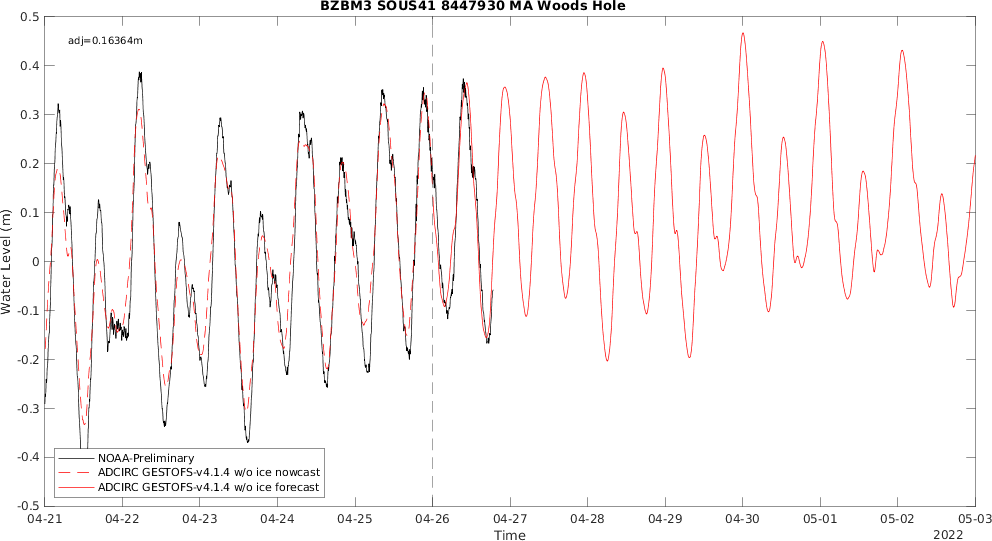 BZBM3 SOUS41 8447930 MA Woods Hole
adj=0.16364m
0.5
0.4
0.3
0.2
0.1
0
-0.1
-0.2
-0.3
-0.4
-0.5
Water Level (m)
NOAA-Preliminary
ADCIRC GESTOFS-v4.1.4 w/o ice nowcast
ADCIRC GESTOFS-v4.1.4 w/o ice forecast
04-21 04-22 04-23 04-24 04-25 04-26 04-27 04-28 04-29 04-30 05-01 05-02 05-03
Time
2022